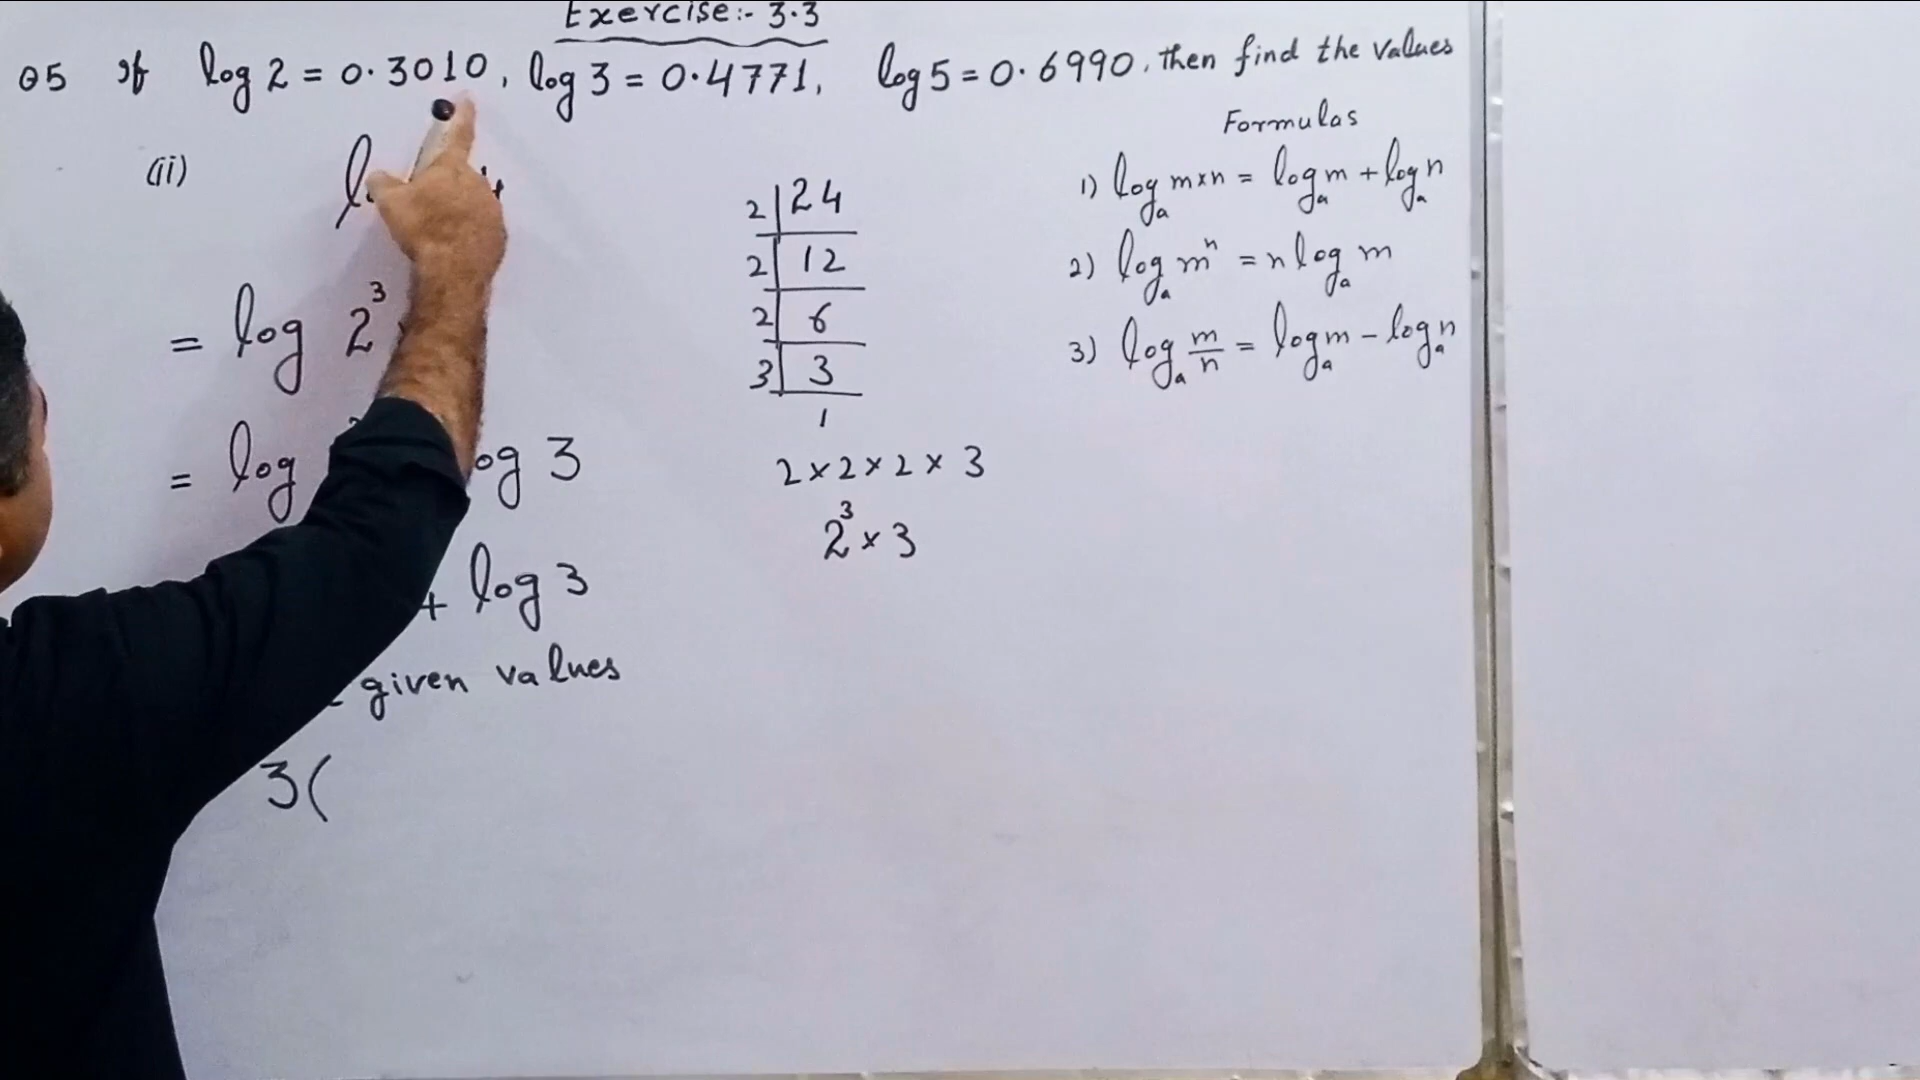 Exercise:- 3.3
Q5 If log 2 = 0.3010, log 3 = 0.4771, log 5 = 0.6990, then find the values
(ii)
= log 2³
= log og 3
+ log 3
given values
3(
2 | 24
2 | 12
2 | 6
3 | 3
1
2 × 2 × 2 × 3
2³ × 3
Formulas
1) logₐ m×n = logₐ m + logₐ n
2) logₐ mⁿ = n logₐ m
3) logₐ m/n = logₐ m − logₐ n